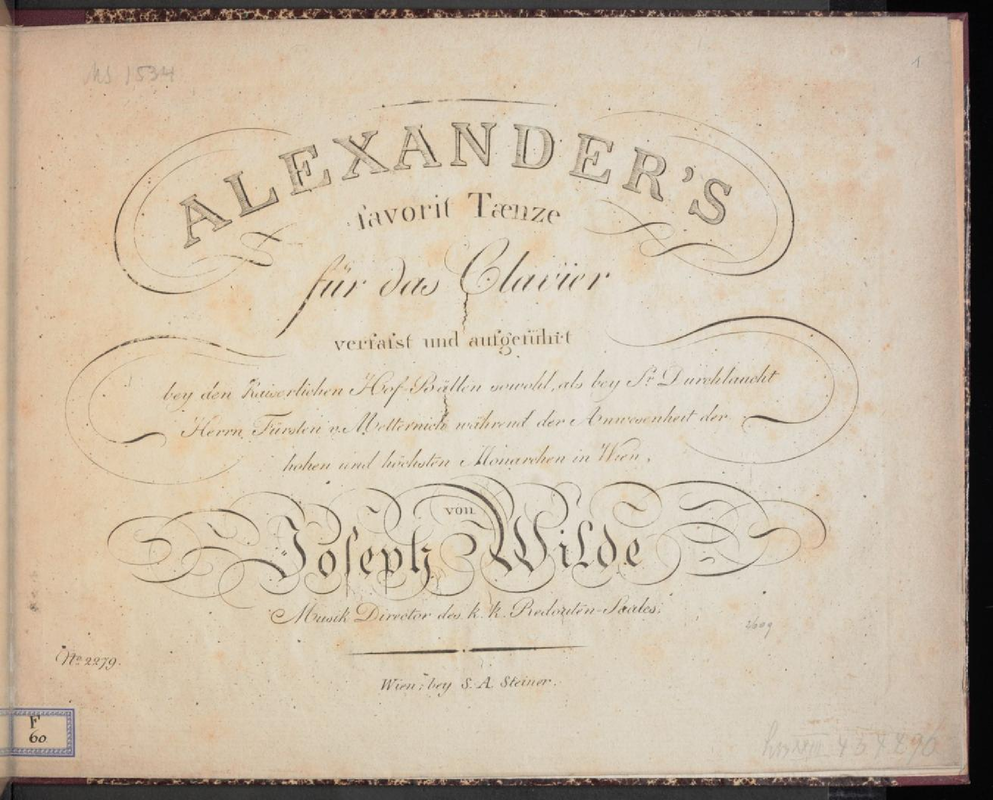 MS 1534
1
ALEXANDER'S
favorit Tænze
für das Clavier
verfaſst und aufgeführt
bey den Kaiserlichen Hof-Bällen sowohl, als bey Sr. Durchlaucht
Herrn Fürsten v. Metternich während der Anwesenheit der
hohen und höchsten Monarchen in Wien,
von
Joſeph Wilde
Musik Director des k. k. Redouten-Saales.
No 2279.
Wien, bey S. A. Steiner.
F
60